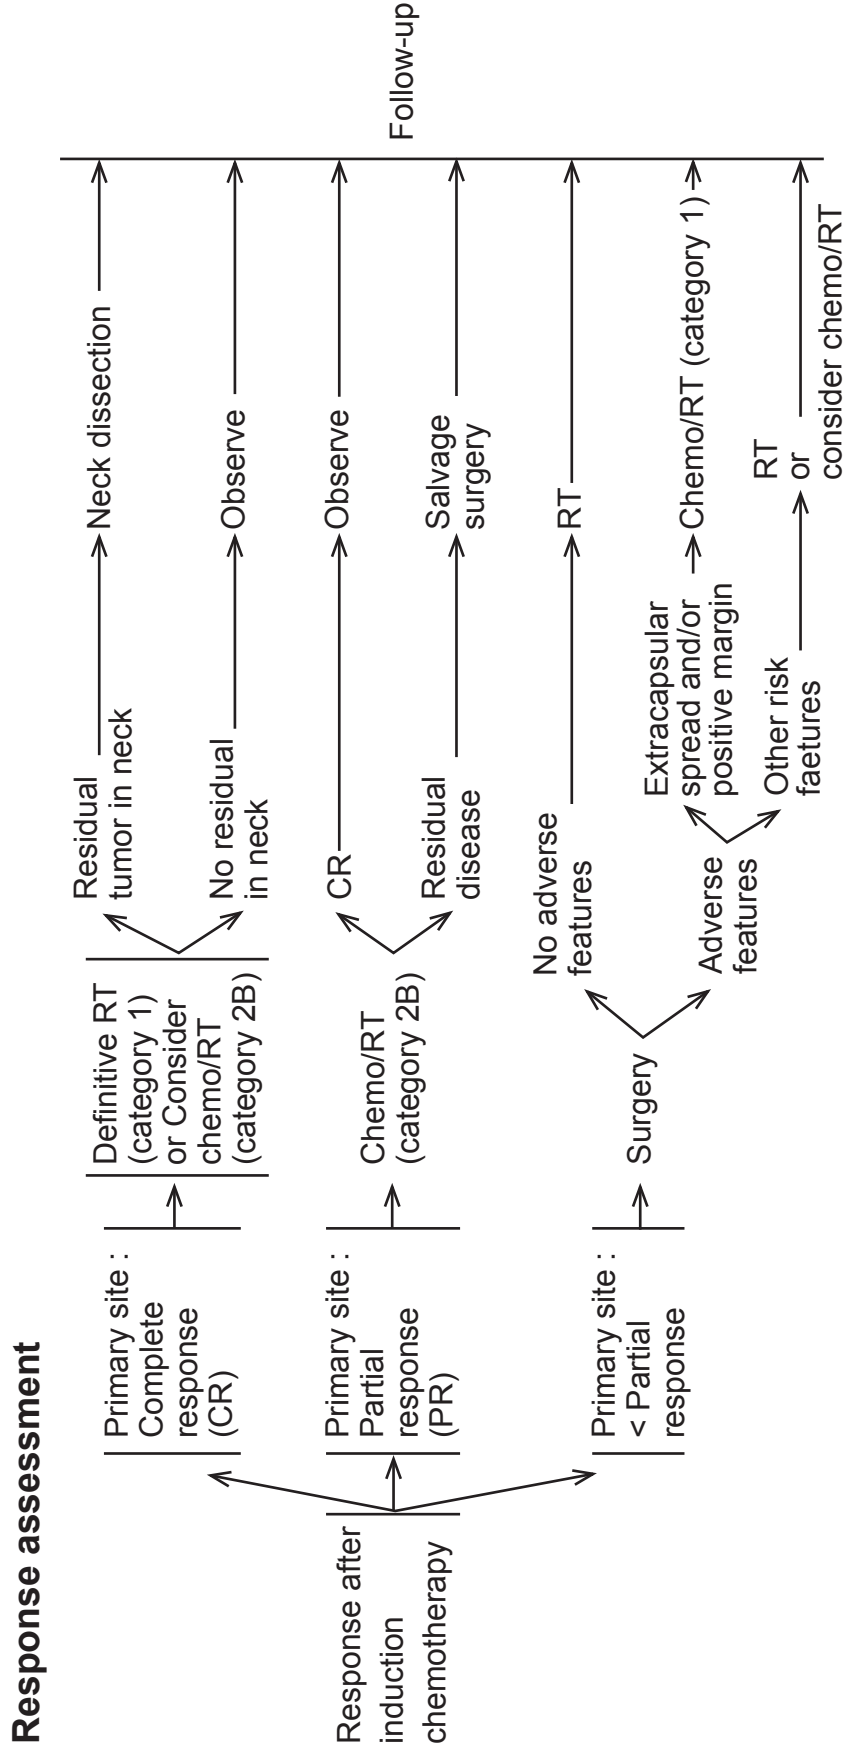 Response assessment
Response after
induction
chemotherapy
Primary site :
Complete
response
(CR)
Primary site :
Partial
response
(PR)
Primary site :
< Partial
response
Definitive RT
(category 1)
or Consider
chemo/RT
(category 2B)
Chemo/RT
(category 2B)
Surgery
Residual
tumor in neck
No residual
in neck
CR
Residual
disease
No adverse
features
Adverse
features
Extracapsular
spread and/or
positive margin
Other risk
faetures
Neck dissection
Observe
Observe
Salvage
surgery
RT
Chemo/RT (category 1)
RT
or
consider chemo/RT
Follow-up